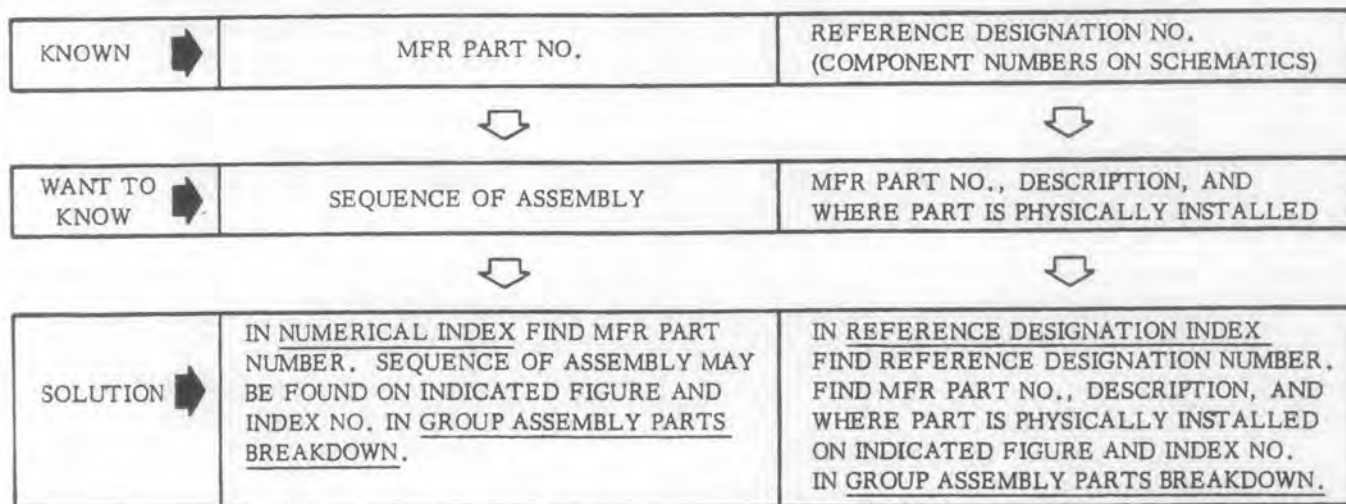 KNOWN
MFR PART NO.
REFERENCE DESIGNATION NO.
(COMPONENT NUMBERS ON SCHEMATICS)
WANT TO
KNOW
SEQUENCE OF ASSEMBLY
MFR PART NO., DESCRIPTION, AND
WHERE PART IS PHYSICALLY INSTALLED
SOLUTION
IN NUMERICAL INDEX FIND MFR PART
NUMBER. SEQUENCE OF ASSEMBLY MAY
BE FOUND ON INDICATED FIGURE AND
INDEX NO. IN GROUP ASSEMBLY PARTS
BREAKDOWN.
IN REFERENCE DESIGNATION INDEX
FIND REFERENCE DESIGNATION NUMBER.
FIND MFR PART NO., DESCRIPTION, AND
WHERE PART IS PHYSICALLY INSTALLED
ON INDICATED FIGURE AND INDEX NO.
IN GROUP ASSEMBLY PARTS BREAKDOWN.